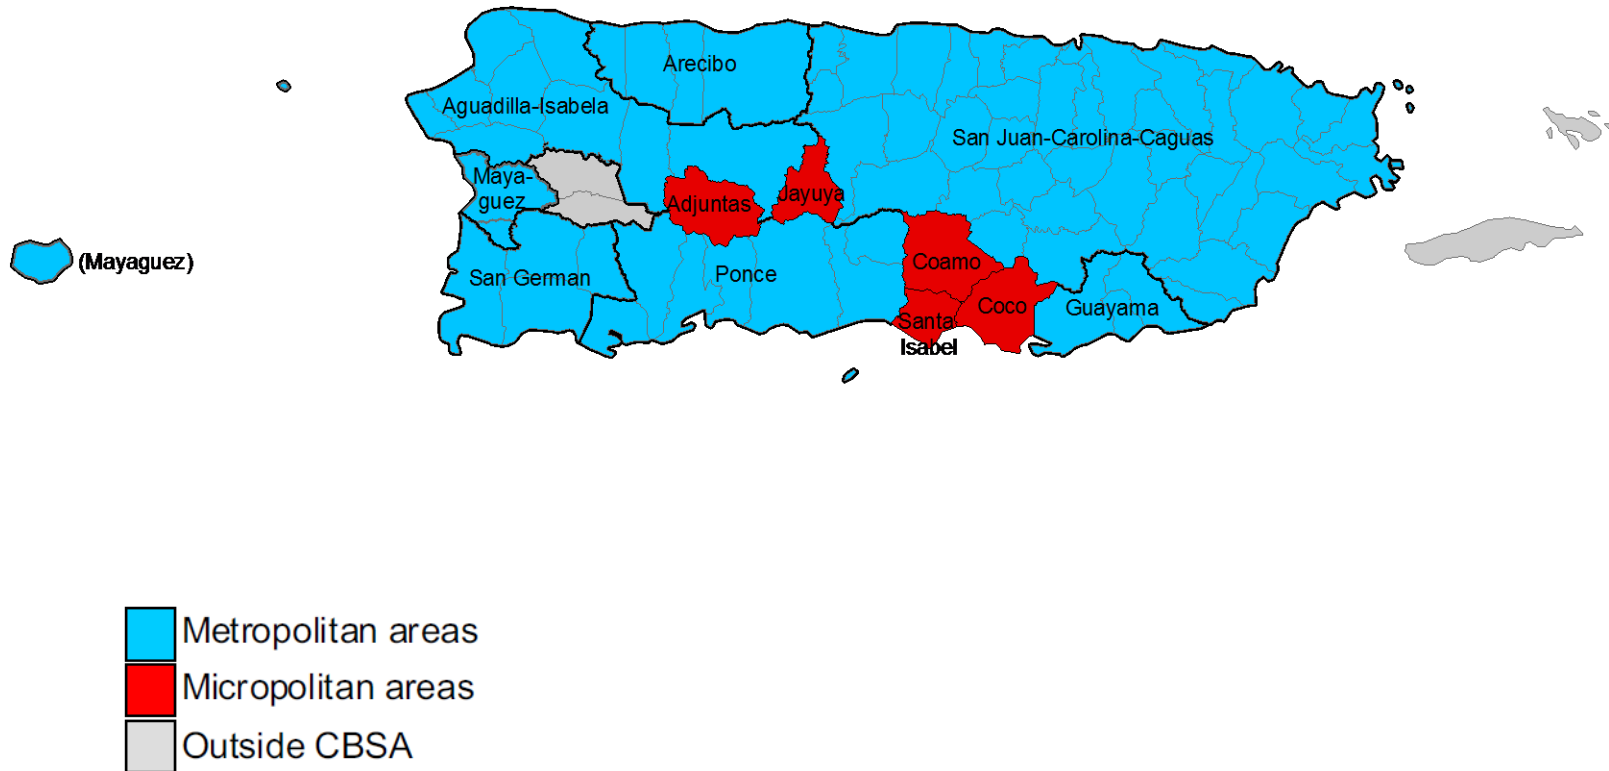 Arecibo
Aguadilla-Isabela
San Juan-Carolina-Caguas
Maya-
guez
Adjuntas
Jayuya
(Mayaguez)
San German
Ponce
Coamo
Coco
Guayama
Santa
Isabel
Metropolitan areas
Micropolitan areas
Outside CBSA